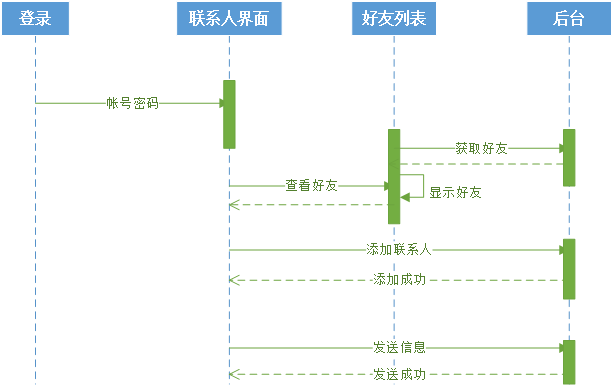 登录
联系人界面
好友列表
后台
帐号密码
获取好友
查看好友
显示好友
添加联系人
添加成功
发送信息
发送成功